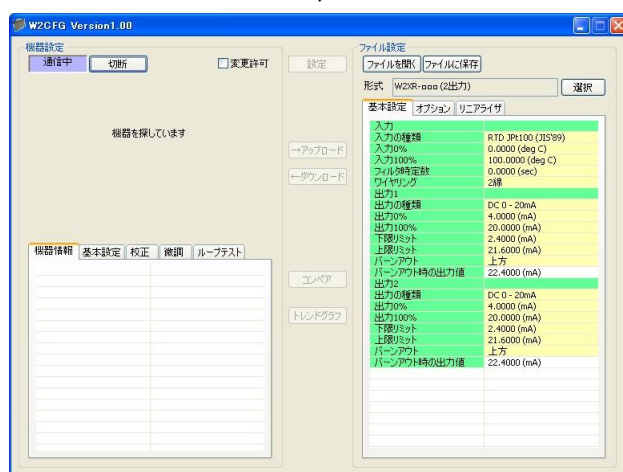 W2CFG Version1.00
機器設定
通信中 切断 変更許可
機器を探しています
機器情報 基本設定 校正 微調 ループテスト
設定
→アップロード
←ダウンロード
コンペア
トレンドグラフ
ファイル設定
ファイルを開く ファイルに保存
形式 W2XR-□□□ (2出力) 選択
基本設定 オプション リニアライザ
入力
入力の種類 RTD JPt100 (JIS'89)
入力0% 0.0000 (deg C)
入力100% 100.0000 (deg C)
フィルタ時定数 0.0000 (sec)
ワイヤリング 2線
出力1
出力の種類 DC 0 - 20mA
出力0% 4.0000 (mA)
出力100% 20.0000 (mA)
下限リミット 2.4000 (mA)
上限リミット 21.6000 (mA)
バーンアウト 上方
バーンアウト時の出力値 22.4000 (mA)
出力2
出力の種類 DC 0 - 20mA
出力0% 4.0000 (mA)
出力100% 20.0000 (mA)
下限リミット 2.4000 (mA)
上限リミット 21.6000 (mA)
バーンアウト 上方
バーンアウト時の出力値 22.4000 (mA)